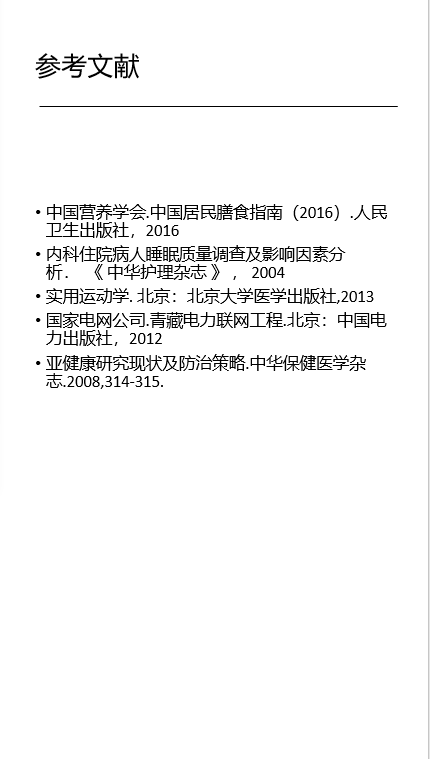 参考文献
• 中国营养学会.中国居民膳食指南（2016）.人民
卫生出版社，2016
• 内科住院病人睡眠质量调查及影响因素分
析． 《 中华护理杂志 》 ， 2004
• 实用运动学. 北京：北京大学医学出版社,2013
• 国家电网公司.青藏电力联网工程.北京：中国电
力出版社，2012
• 亚健康研究现状及防治策略.中华保健医学杂
志.2008,314-315.